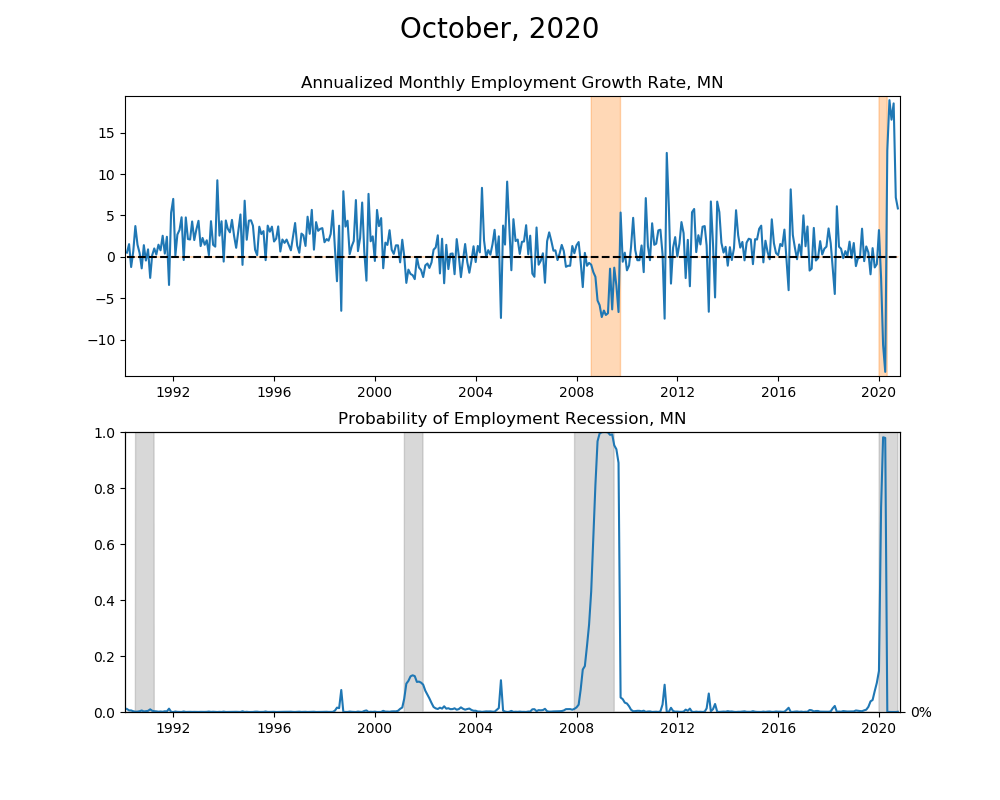 October, 2020
Annualized Monthly Employment Growth Rate, MN
15
10
5
0
−5
−10
1992 1996 2000 2004 2008 2012 2016 2020
Probability of Employment Recession, MN
1.0
0.8
0.6
0.4
0.2
0.0
0%
1992 1996 2000 2004 2008 2012 2016 2020